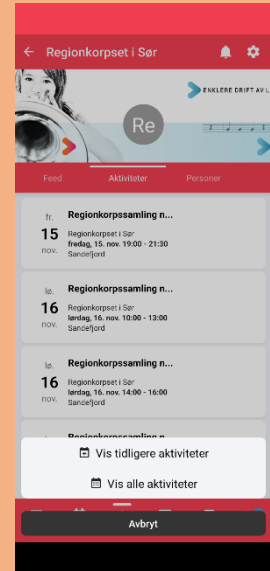 Regionkorpset i Sør
ENKLERE DRIFT AV L
Re
Feed
Aktiviteter
Personer
fr.
15
nov.
Regionkorpssamling n...
Regionkorpset i Sør
fredag, 15. nov. 19:00 - 21:30
Sandefjord
lø.
16
nov.
Regionkorpssamling n...
Regionkorpset i Sør
lørdag, 16. nov. 10:00 - 13:00
Sandefjord
lø.
16
nov.
Regionkorpssamling n...
Regionkorpset i Sør
lørdag, 16. nov. 14:00 - 16:00
Sandefjord
Regionkorpssamling n
Vis tidligere aktiviteter
Vis alle aktiviteter
Avbryt